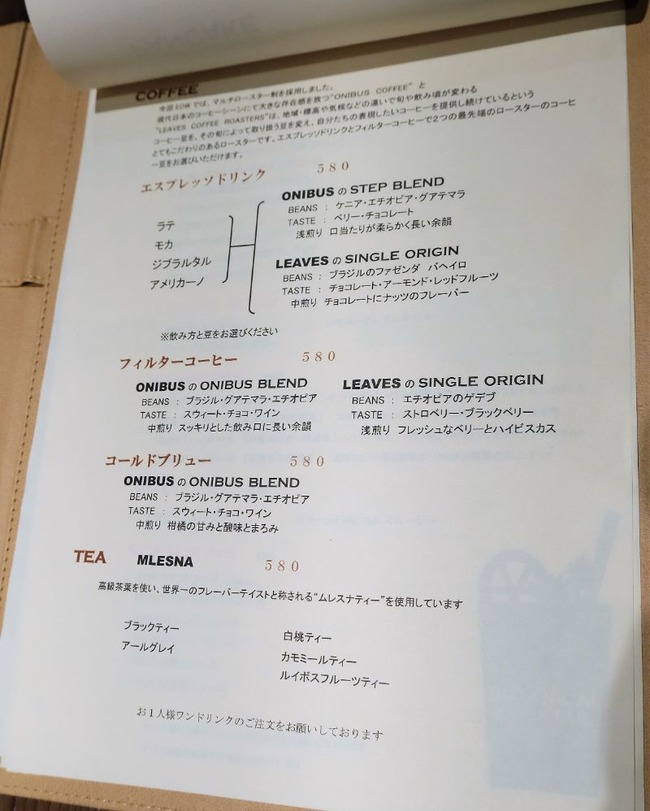 COFFEE
今回 EDW では、マルチロースター制を採用しました。
現代日本のコーヒーシーンにて大きな存在感を放つ"ONIBUS COFFEE" と
"LEAVES COFFEE ROASTERS"は、地域・標高や気候などの違いで旬や飲み頃が変わる
コーヒー豆を、その旬によって取り扱う豆を変え、自分たちの表現したいコーヒーを提供し続けているという
とてもこだわりのあるロースターです。エスプレッソドリンクとフィルターコーヒーで2つの最先端のロースターのコーヒ
ー豆をお選びいただけます。
エスプレッソドリンク 580
ラテ
モカ
ジブラルタル
アメリカーノ
ONIBUS の STEP BLEND
BEANS : ケニア・エチオピア・グアテマラ
TASTE : ベリー・チョコレート
浅煎り 口当たりが柔らかく長い余韻
LEAVES の SINGLE ORIGIN
BEANS : ブラジルのファゼンダ バヘイロ
TASTE : チョコレート・アーモンド・レッドフルーツ
中煎り チョコレートにナッツのフレーバー
※飲み方と豆をお選びください
フィルターコーヒー 580
ONIBUS の ONIBUS BLEND
BEANS : ブラジル・グアテマラ・エチオピア
TASTE : スウィート・チョコ・ワイン
中煎り スッキリとした飲み口に長い余韻
LEAVES の SINGLE ORIGIN
BEANS : エチオピアのゲデブ
TASTE : ストロベリー・ブラックベリー
浅煎り フレッシュなベリーとハイビスカス
コールドブリュー 580
ONIBUS の ONIBUS BLEND
BEANS : ブラジル・グアテマラ・エチオピア
TASTE : スウィート・チョコ・ワイン
中煎り 柑橘の甘みと酸味とまろみ
TEA MLESNA 580
高級茶葉を使い、世界一のフレーバーテイストと称される"ムレスナティー"を使用しています
ブラックティー
アールグレイ
白桃ティー
カモミールティー
ルイボスフルーツティー
お1人様ワンドリンクのご注文をお願いしております